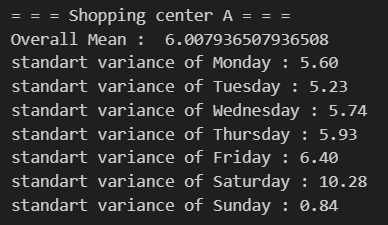 = = = Shopping center A = = =
Overall Mean :  6.007936507936508
standart variance of Monday : 5.60
standart variance of Tuesday : 5.23
standart variance of Wednesday : 5.74
standart variance of Thursday : 5.93
standart variance of Friday : 6.40
standart variance of Saturday : 10.28
standart variance of Sunday : 0.84